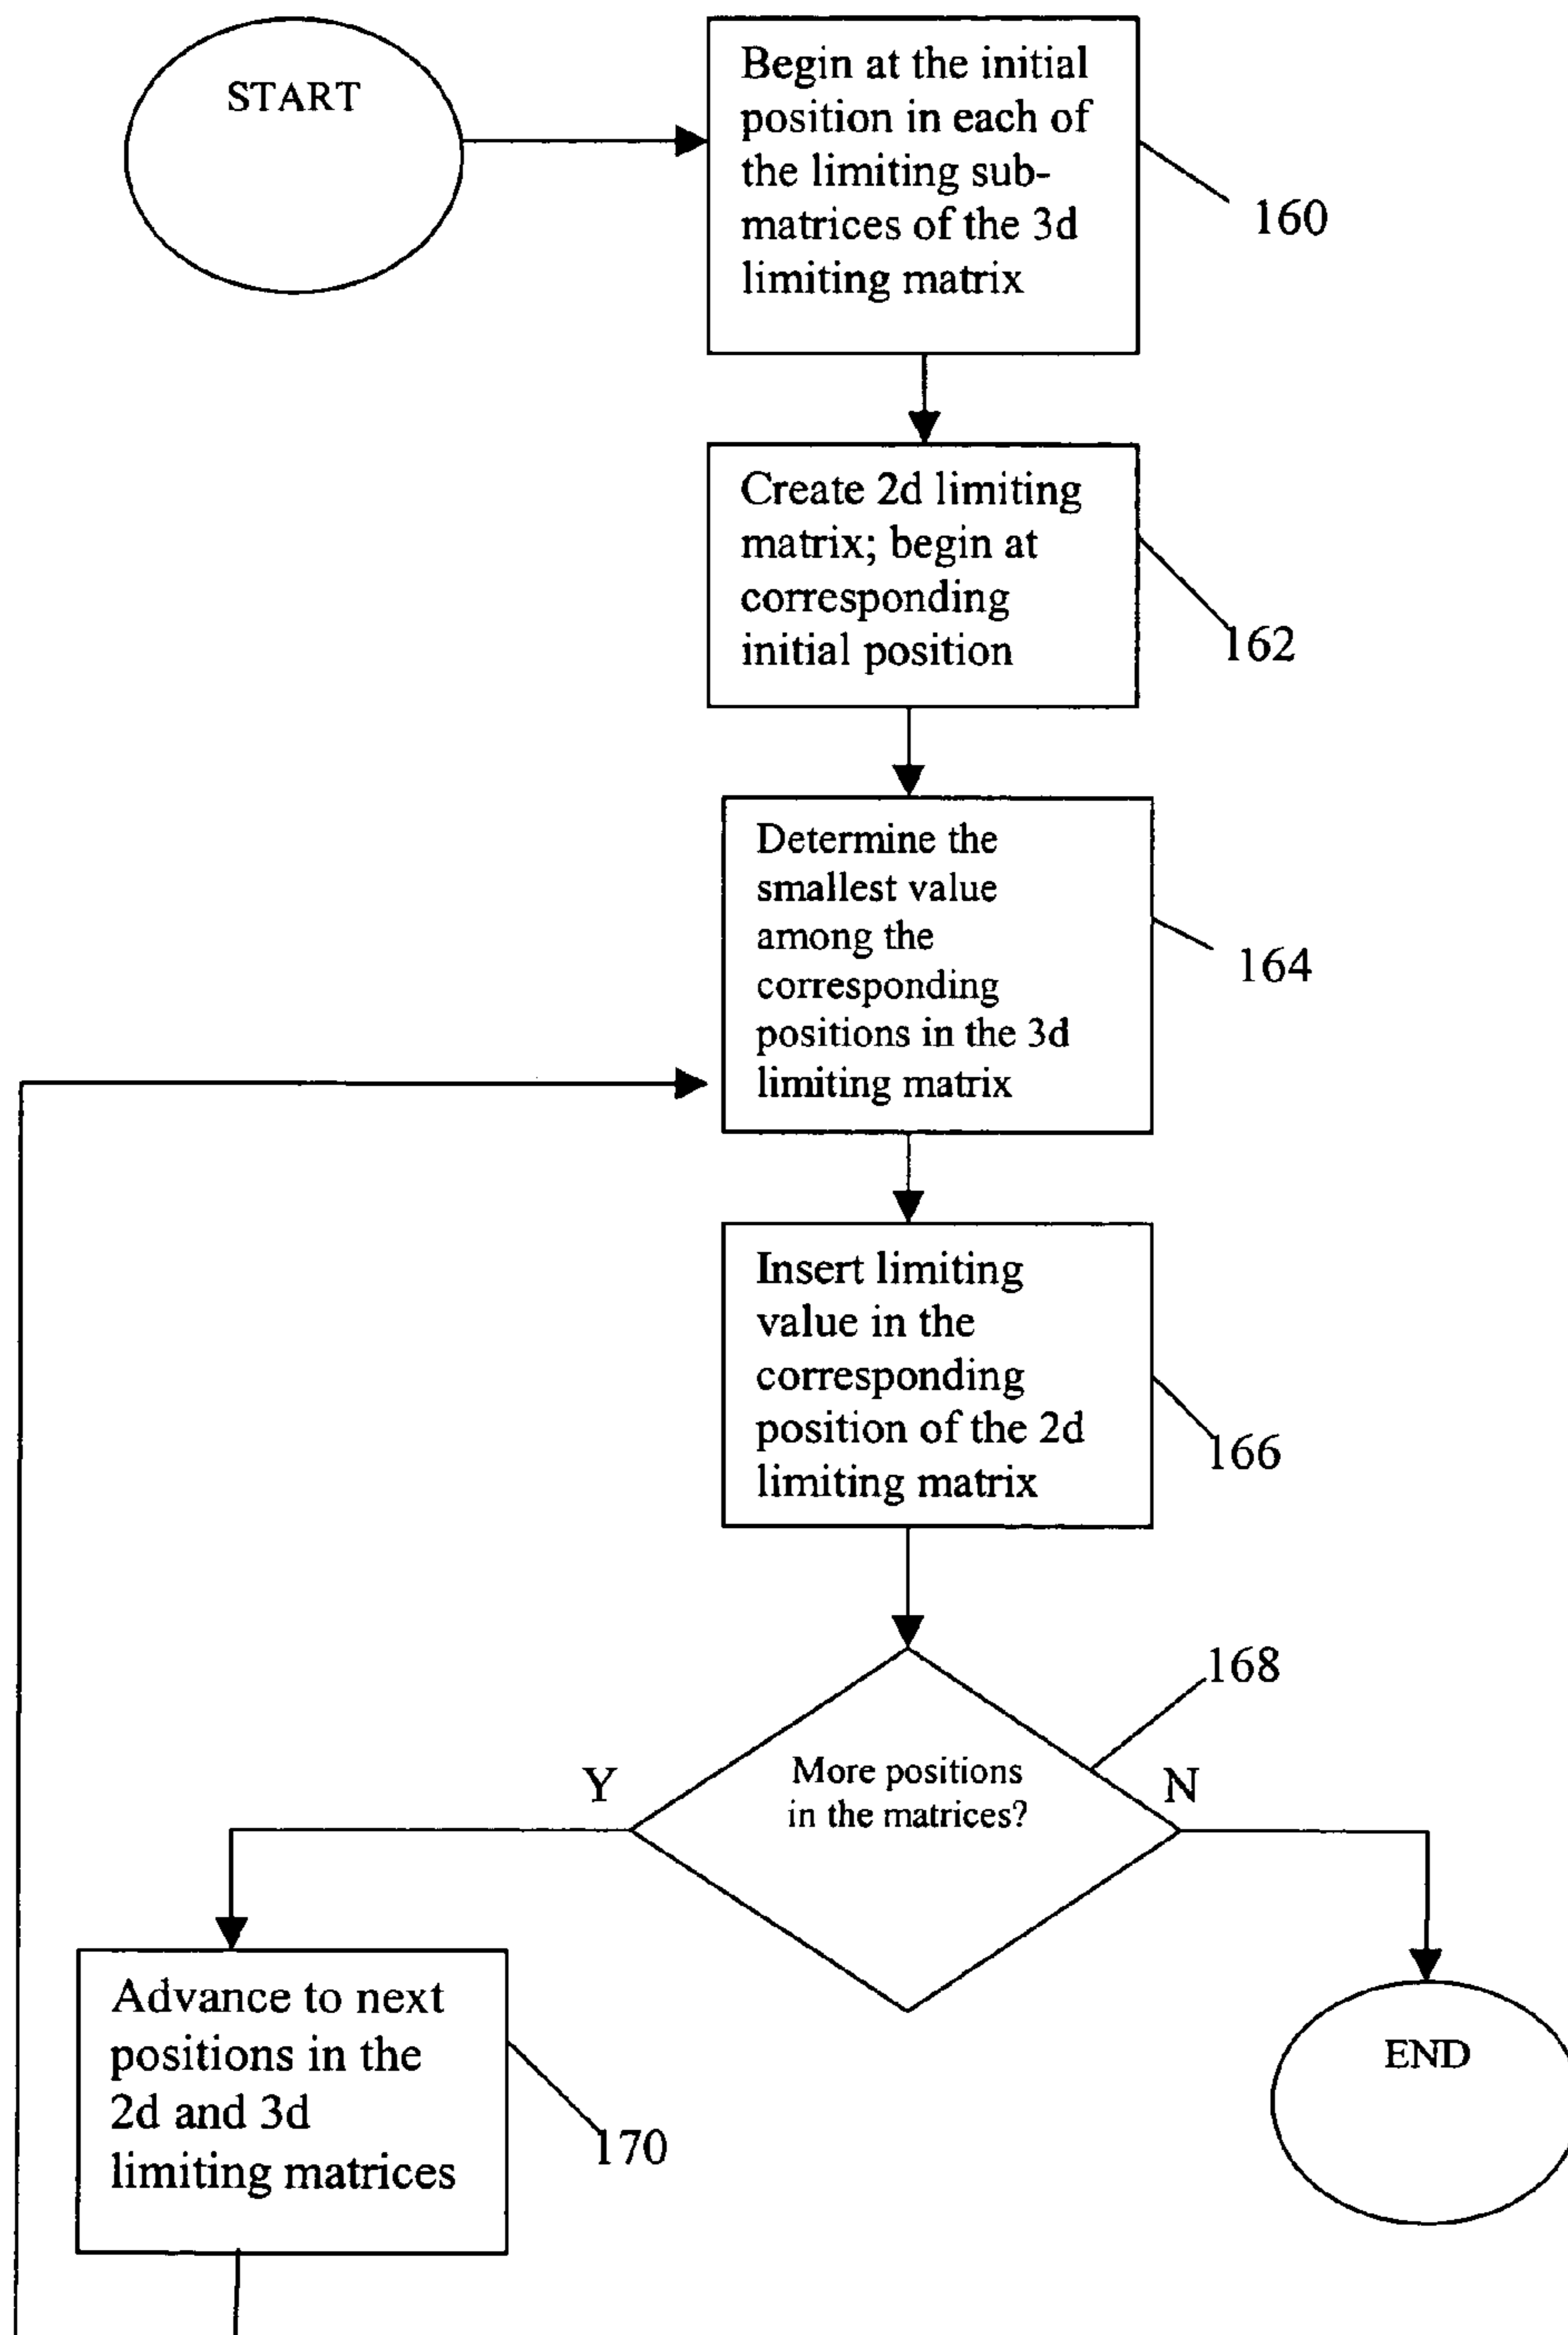 START
Begin at the initial
position in each of
the limiting sub-
matrices of the 3d
limiting matrix
160
Create 2d limiting
matrix; begin at
corresponding
initial position
162
Determine the
smallest value
among the
corresponding
positions in the 3d
limiting matrix
164
Insert limiting
value in the
corresponding
position of the 2d
limiting matrix
166
168
Y
More positions
in the matrices?
N
Advance to next
positions in the
2d and 3d
limiting matrices
170
END